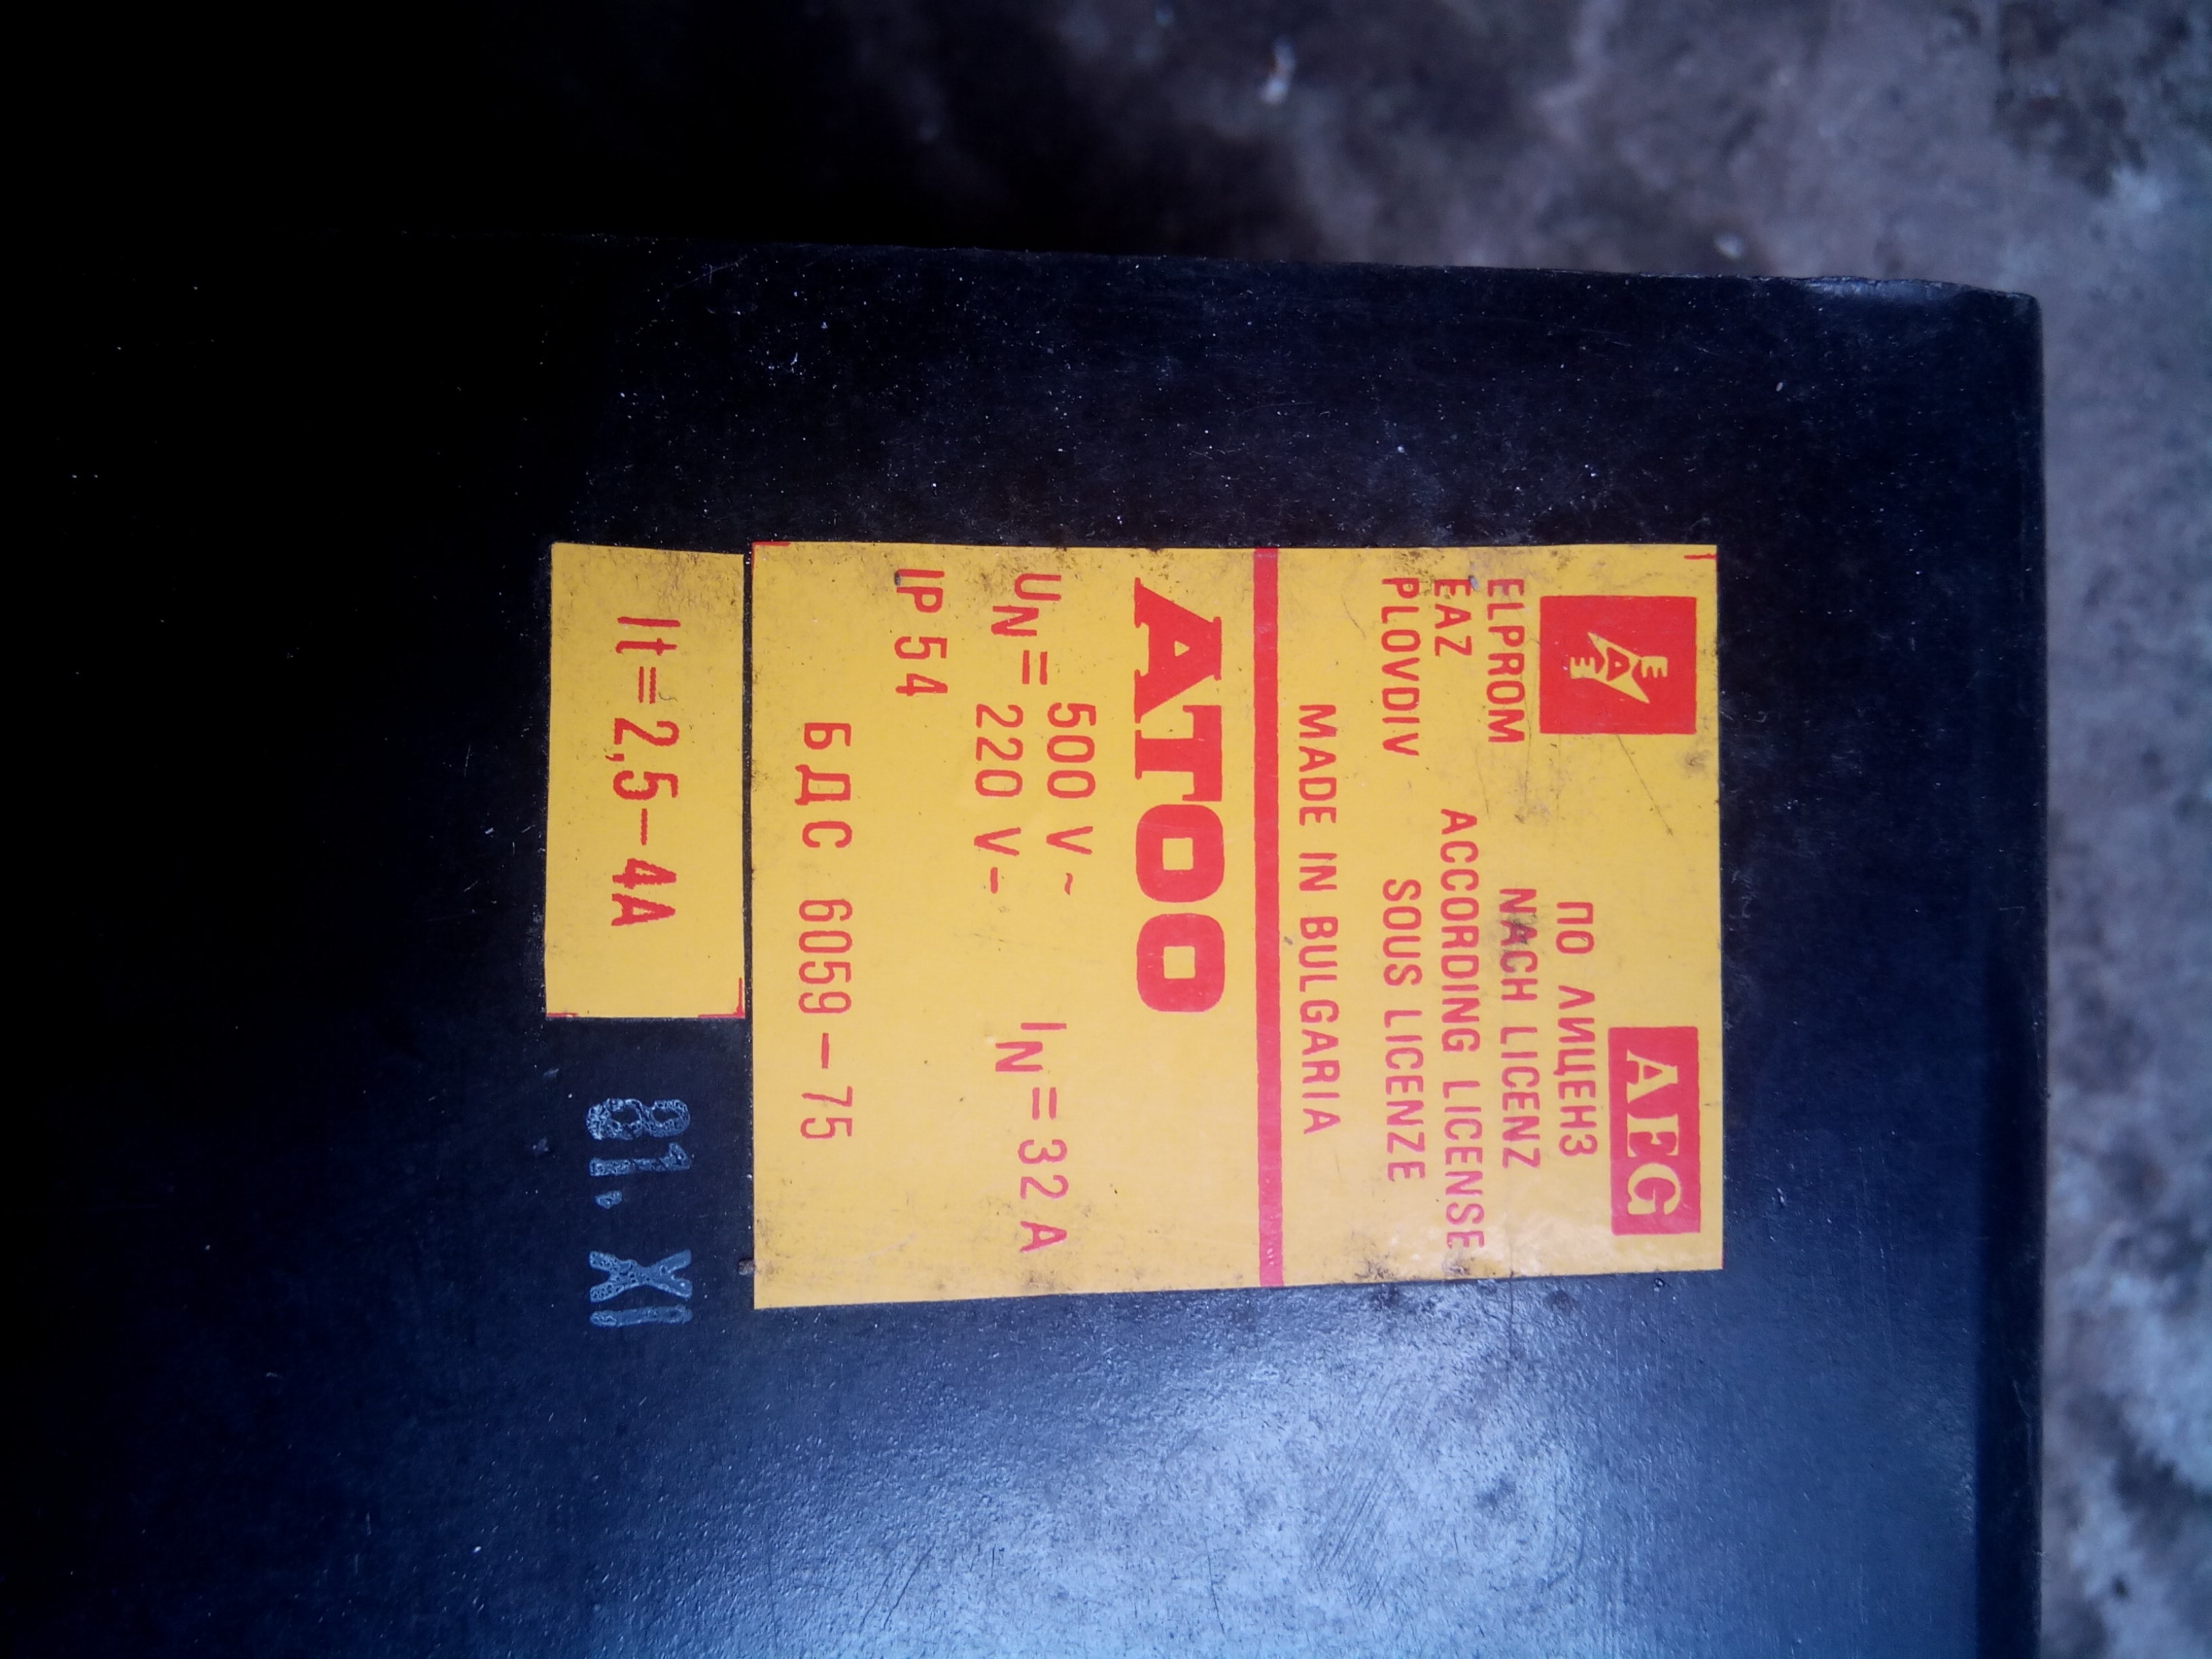 AEG
ПО ЛИЦЕНЗ
ELPROM NACH LICENZ
EAZ ACCORDING LICENSE
PLOVDIV SOUS LICENZE
MADE IN BULGARIA
ATOO
UN = 500 V ~ IN = 32 A
220 V -
IP 54
БДС 6059 – 75
It = 2,5 – 4A
81. XI